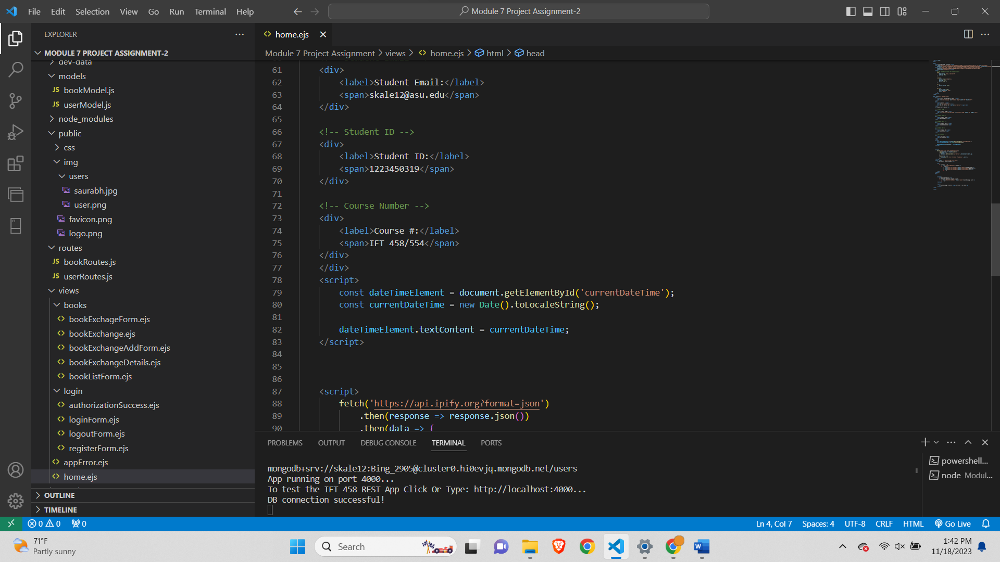 File Edit Selection View Go Run Terminal Help
Module 7 Project Assignment-2
EXPLORER
MODULE 7 PROJECT ASSIGNMENT-2
dev-data
models
JS bookModel.js
JS userModel.js
node_modules
public
css
img
users
saurabh.jpg
user.png
favicon.png
logo.png
routes
JS bookRoutes.js
JS userRoutes.js
views
books
bookExchageForm.ejs
bookExchange.ejs
bookExchangeAddForm.ejs
bookExchangeDetails.ejs
bookListForm.ejs
login
authorizationSuccess.ejs
loginForm.ejs
logoutForm.ejs
registerForm.ejs
appError.ejs
home.ejs
OUTLINE
TIMELINE
home.ejs
Module 7 Project Assignment > views > home.ejs > html > head
61 <div>
62 <label>Student Email:</label>
63 <span>skale12@asu.edu</span>
64 </div>
65
66 <!-- Student ID -->
67 <div>
68 <label>Student ID:</label>
69 <span>1223450319</span>
70 </div>
71
72 <!-- Course Number -->
73 <div>
74 <label>Course #:</label>
75 <span>IFT 458/554</span>
76 </div>
77 </div>
78 <script>
79 const dateTimeElement = document.getElementById('currentDateTime');
80 const currentDateTime = new Date().toLocaleString();
81
82 dateTimeElement.textContent = currentDateTime;
83 </script>
84
85
86
87 <script>
88 fetch('https://api.ipify.org?format=json')
89 .then(response => response.json())
90 .then(data => {
PROBLEMS OUTPUT DEBUG CONSOLE TERMINAL PORTS
mongodb+srv://skale12:Bing_2905@cluster0.hi0evjq.mongodb.net/users
App running on port 4000...
To test the IFT 458 REST App Click Or Type: http://localhost:4000...
DB connection successful!
powershell...
node Modul...
0 0 0
Ln 4, Col 7 Spaces: 4 UTF-8 CRLF HTML Go Live
71°F
Partly sunny
Search
1:42 PM
11/18/2023